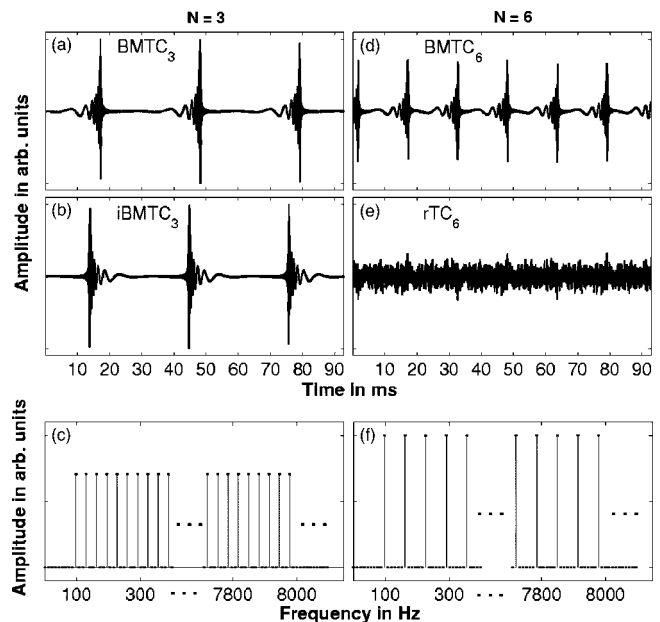 N = 3
N = 6
(a) BMTC3
(d) BMTC6
(b) iBMTC3
(e) rTC6
Amplitude in arb. units
10 20 30 40 50 60 70 80 90
10 20 30 40 50 60 70 80 90
Time in ms
(c)
(f)
Amplitude in arb. units
100 300 7800 8000
100 300 7800 8000
Frequency in Hz